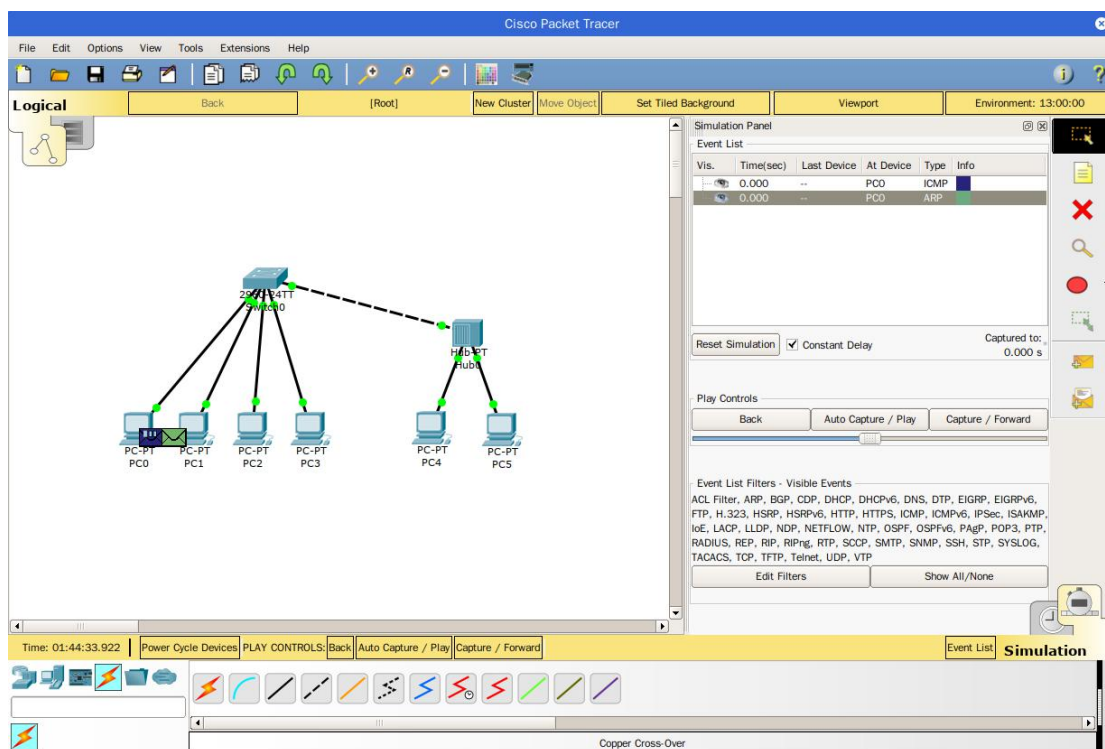 Cisco Packet Tracer
File Edit Options View Tools Extensions Help
Logical Back [Root] New Cluster Move Object Set Tiled Background Viewport Environment: 13:00:00
Simulation Panel
Event List
Vis. Time(sec) Last Device At Device Type Info
0.000 -- PC0 ICMP
0.000 -- PC0 ARP
Reset Simulation Constant Delay Captured to:
0.000 s
Play Controls
Back Auto Capture / Play Capture / Forward
Event List Filters - Visible Events
ACL Filter, ARP, BGP, CDP, DHCP, DHCPv6, DNS, DTP, EIGRP, EIGRPv6,
FTP, H.323, HSRP, HSRPv6, HTTP, HTTPS, ICMP, ICMPv6, IPSec, ISAKMP,
IoE, LACP, LLDP, NDP, NETFLOW, NTP, OSPF, OSPFv6, PAgP, POP3, PTP,
RADIUS, REP, RIP, RIPng, RTP, SCCP, SMTP, SNMP, SSH, STP, SYSLOG,
TACACS, TCP, TFTP, Telnet, UDP, VTP
Edit Filters Show All/None
2960-24TT
Switch0
Hub-PT
Hub0
PC-PT PC-PT PC-PT PC-PT PC-PT PC-PT
PC0 PC1 PC2 PC3 PC4 PC5
Time: 01:44:33.922 Power Cycle Devices PLAY CONTROLS: Back Auto Capture / Play Capture / Forward Event List Simulation
Copper Cross-Over